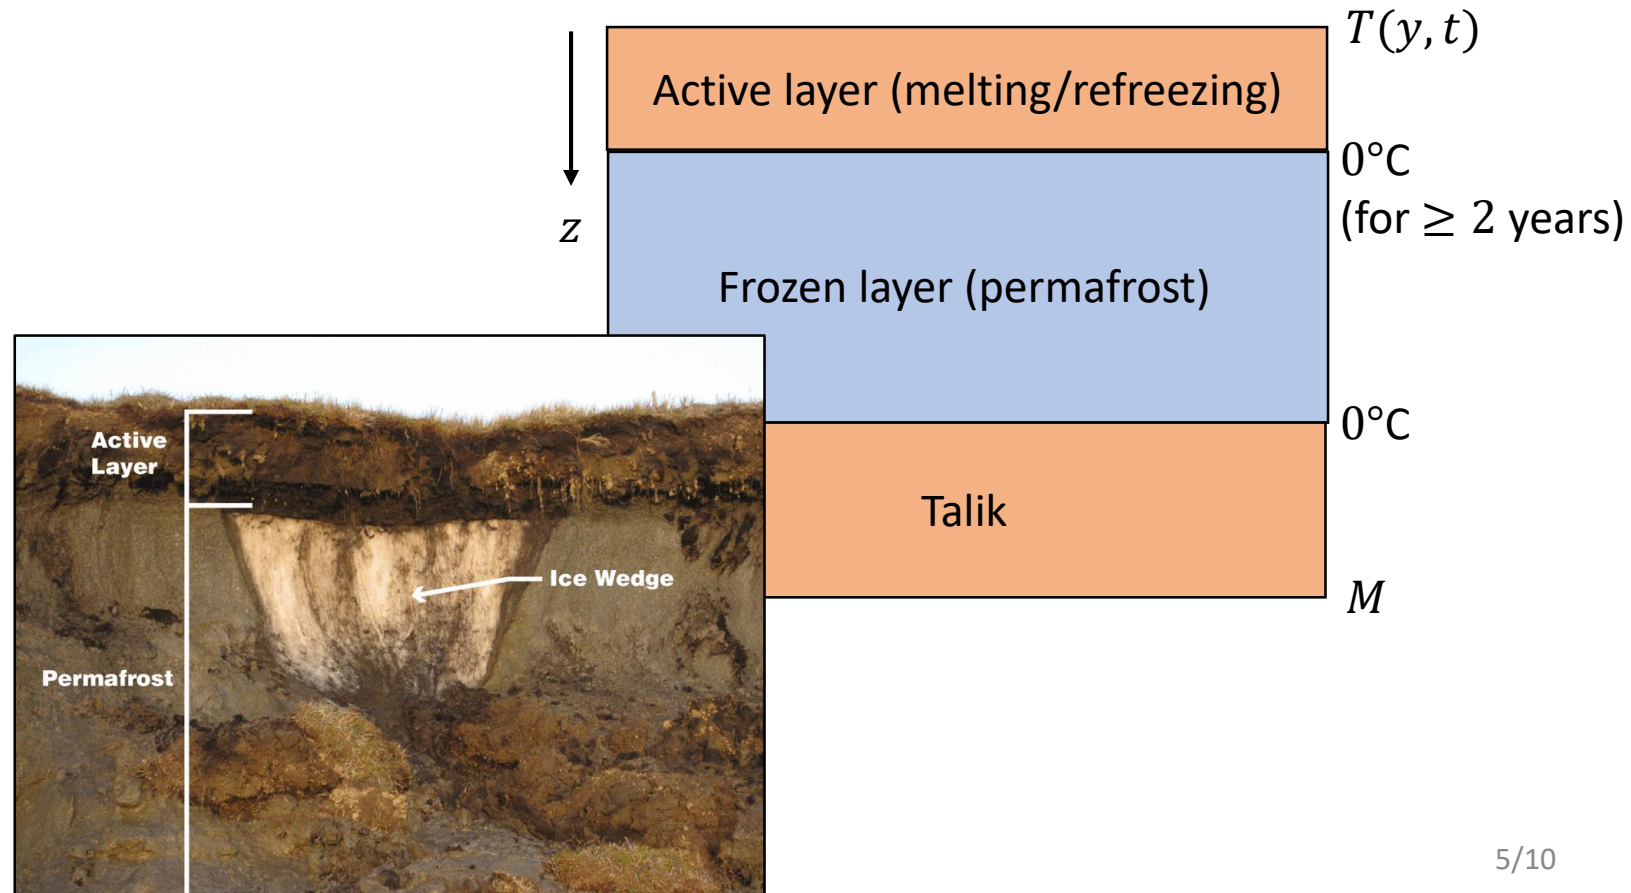 T(y, t)
Active layer (melting/refreezing)
0°C
(for ≥ 2 years)
z
Frozen layer (permafrost)
0°C
Talik
M
Active
Layer
Ice Wedge
Permafrost
5/10